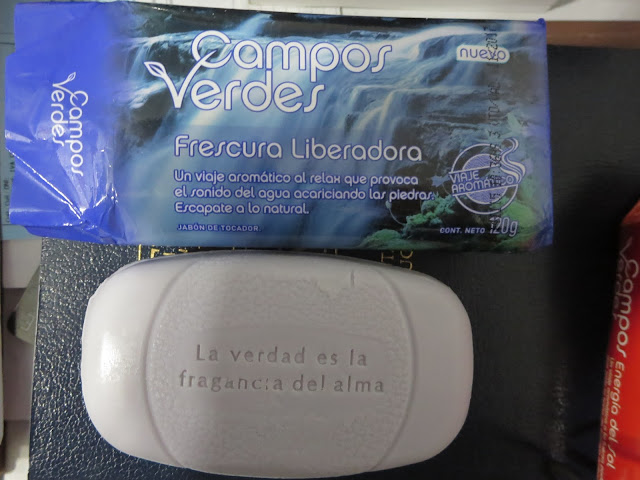 Campos
Verdes
nuevo
Campos
Verdes
Frescura Liberadora
Un viaje aromático al relax que provoca
el sonido del agua acariciando las piedras.
Escapate a lo natural.
VIAJE
AROMÁTICO
JABÓN DE TOCADOR.
CONT. NETO 120g
La verdad es la
fragancia del alma
Campos
Energía del Sol